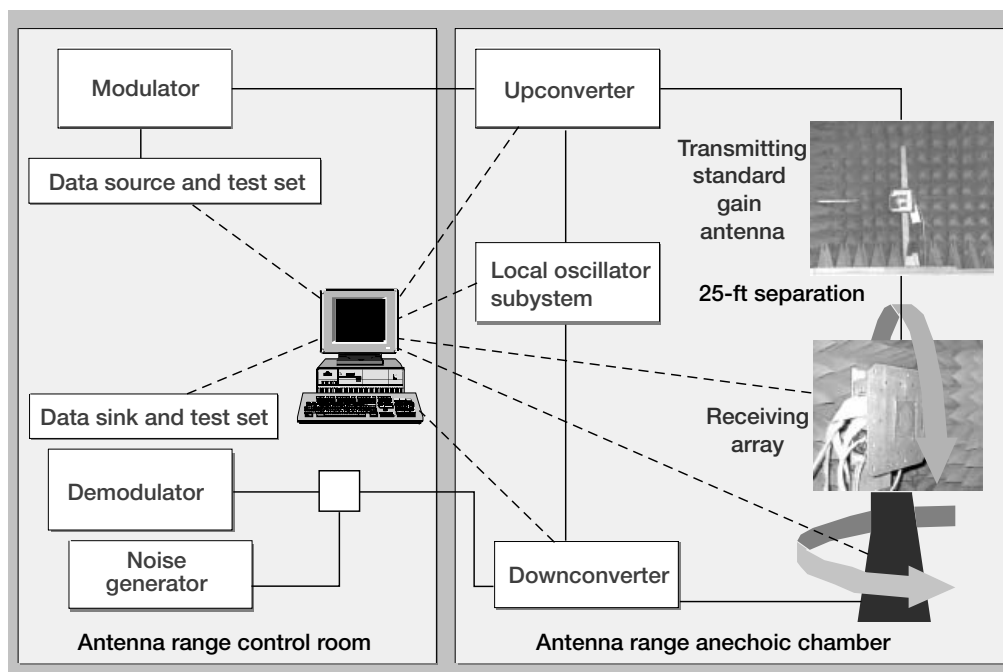 Modulator
Data source and test set
Data sink and test set
Demodulator
Noise
generator
Antenna range control room
Upconverter
Transmitting
standard
gain
antenna
Local oscillator
subystem
25-ft separation
Receiving
array
Downconverter
Antenna range anechoic chamber